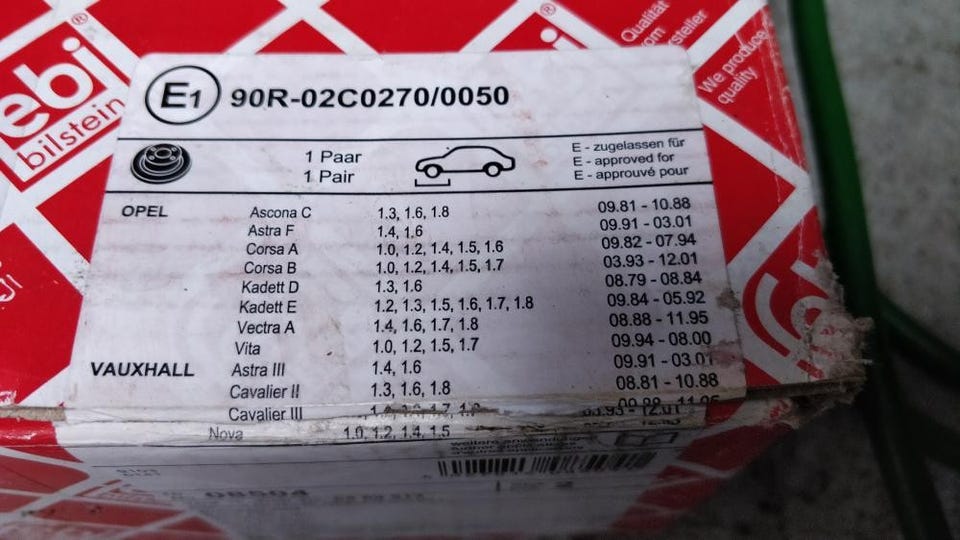 ebi®
bilstein
Qualität
vom
We produce
quality
E1 90R-02C0270/0050
1 Paar
1 Pair
E - zugelassen für
E - approved for
E - approuvé pour
OPEL Ascona C 1.3, 1.6, 1.8 09.81 - 10.88
Astra F 1.4, 1.6 09.91 - 03.01
Corsa A 1.0, 1.2, 1.4, 1.5, 1.6 09.82 - 07.94
Corsa B 1.0, 1.2, 1.4, 1.5, 1.7 03.93 - 12.01
Kadett D 1.3, 1.6 08.79 - 08.84
Kadett E 1.2, 1.3, 1.5, 1.6, 1.7, 1.8 09.84 - 05.92
Vectra A 1.4, 1.6, 1.7, 1.8 08.88 - 11.95
Vita 1.0, 1.2, 1.5, 1.7 09.94 - 08.00
VAUXHALL Astra III 1.4, 1.6 09.91 - 03.01
Cavalier II 1.3, 1.6, 1.8 08.81 - 10.88
Cavalier III
Nova 1.0, 1.2, 1.4, 1.5